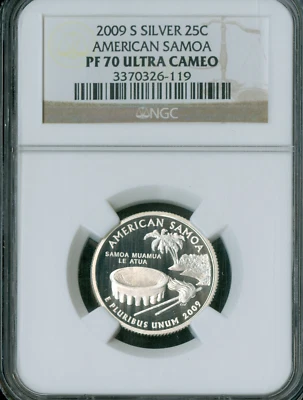 2009 S SILVER 25C
AMERICAN SAMOA
PF 70 ULTRA CAMEO
3370326-119
NGC
AMERICAN SAMOA
SAMOA MUAMUA
LE ATUA
E PLURIBUS UNUM 2009